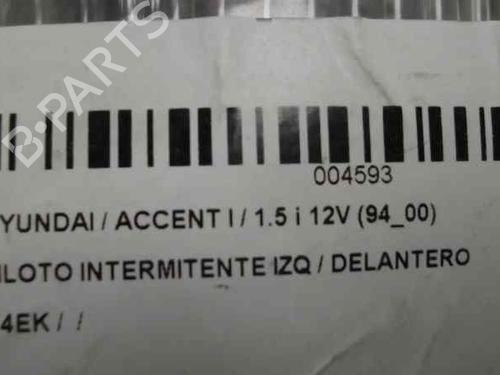 B-PARTS
004593
YUNDAI / ACCENT I / 1.5 i 12V (94_00)
ILOTO INTERMITENTE IZQ / DELANTERO
4EK / /